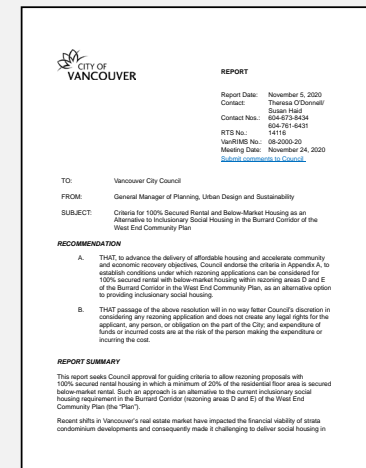 CITY OF
VANCOUVER
REPORT
Report Date: November 5, 2020
Contact: Theresa O'Donnell/
Susan Haid
Contact Nos.: 604-673-8434
604-761-6431
RTS No.: 14116
VanRIMS No.: 08-2000-20
Meeting Date: November 24, 2020
Submit comments to Council
TO: Vancouver City Council
FROM: General Manager of Planning, Urban Design and Sustainability
SUBJECT: Criteria for 100% Secured Rental and Below-Market Housing as an
Alternative to Inclusionary Social Housing in the Burrard Corridor of the
West End Community Plan
RECOMMENDATION
A. THAT, to advance the delivery of affordable housing and accelerate community
and economic recovery objectives, Council endorse the criteria in Appendix A, to
establish conditions under which rezoning applications can be considered for
100% secured rental with below-market housing within rezoning areas D and E
of the Burrard Corridor in the West End Community Plan, as an alternative option
to providing inclusionary social housing.
B. THAT passage of the above resolution will in no way fetter Council's discretion in
considering any rezoning application and does not create any legal rights for the
applicant, any person, or obligation on the part of the City; and expenditure of
funds or incurred costs are at the risk of the person making the expenditure or
incurring the cost.
REPORT SUMMARY
This report seeks Council approval for guiding criteria to allow rezoning proposals with
100% secured rental housing in which a minimum of 20% of the residential floor area is secured
below-market rental. Such an approach is an alternative to the current inclusionary social
housing requirement in the Burrard Corridor (rezoning areas D and E) of the West End
Community Plan (the "Plan").
Recent shifts in Vancouver's real estate market have impacted the financial viability of strata
condominium developments and consequently made it challenging to deliver social housing in